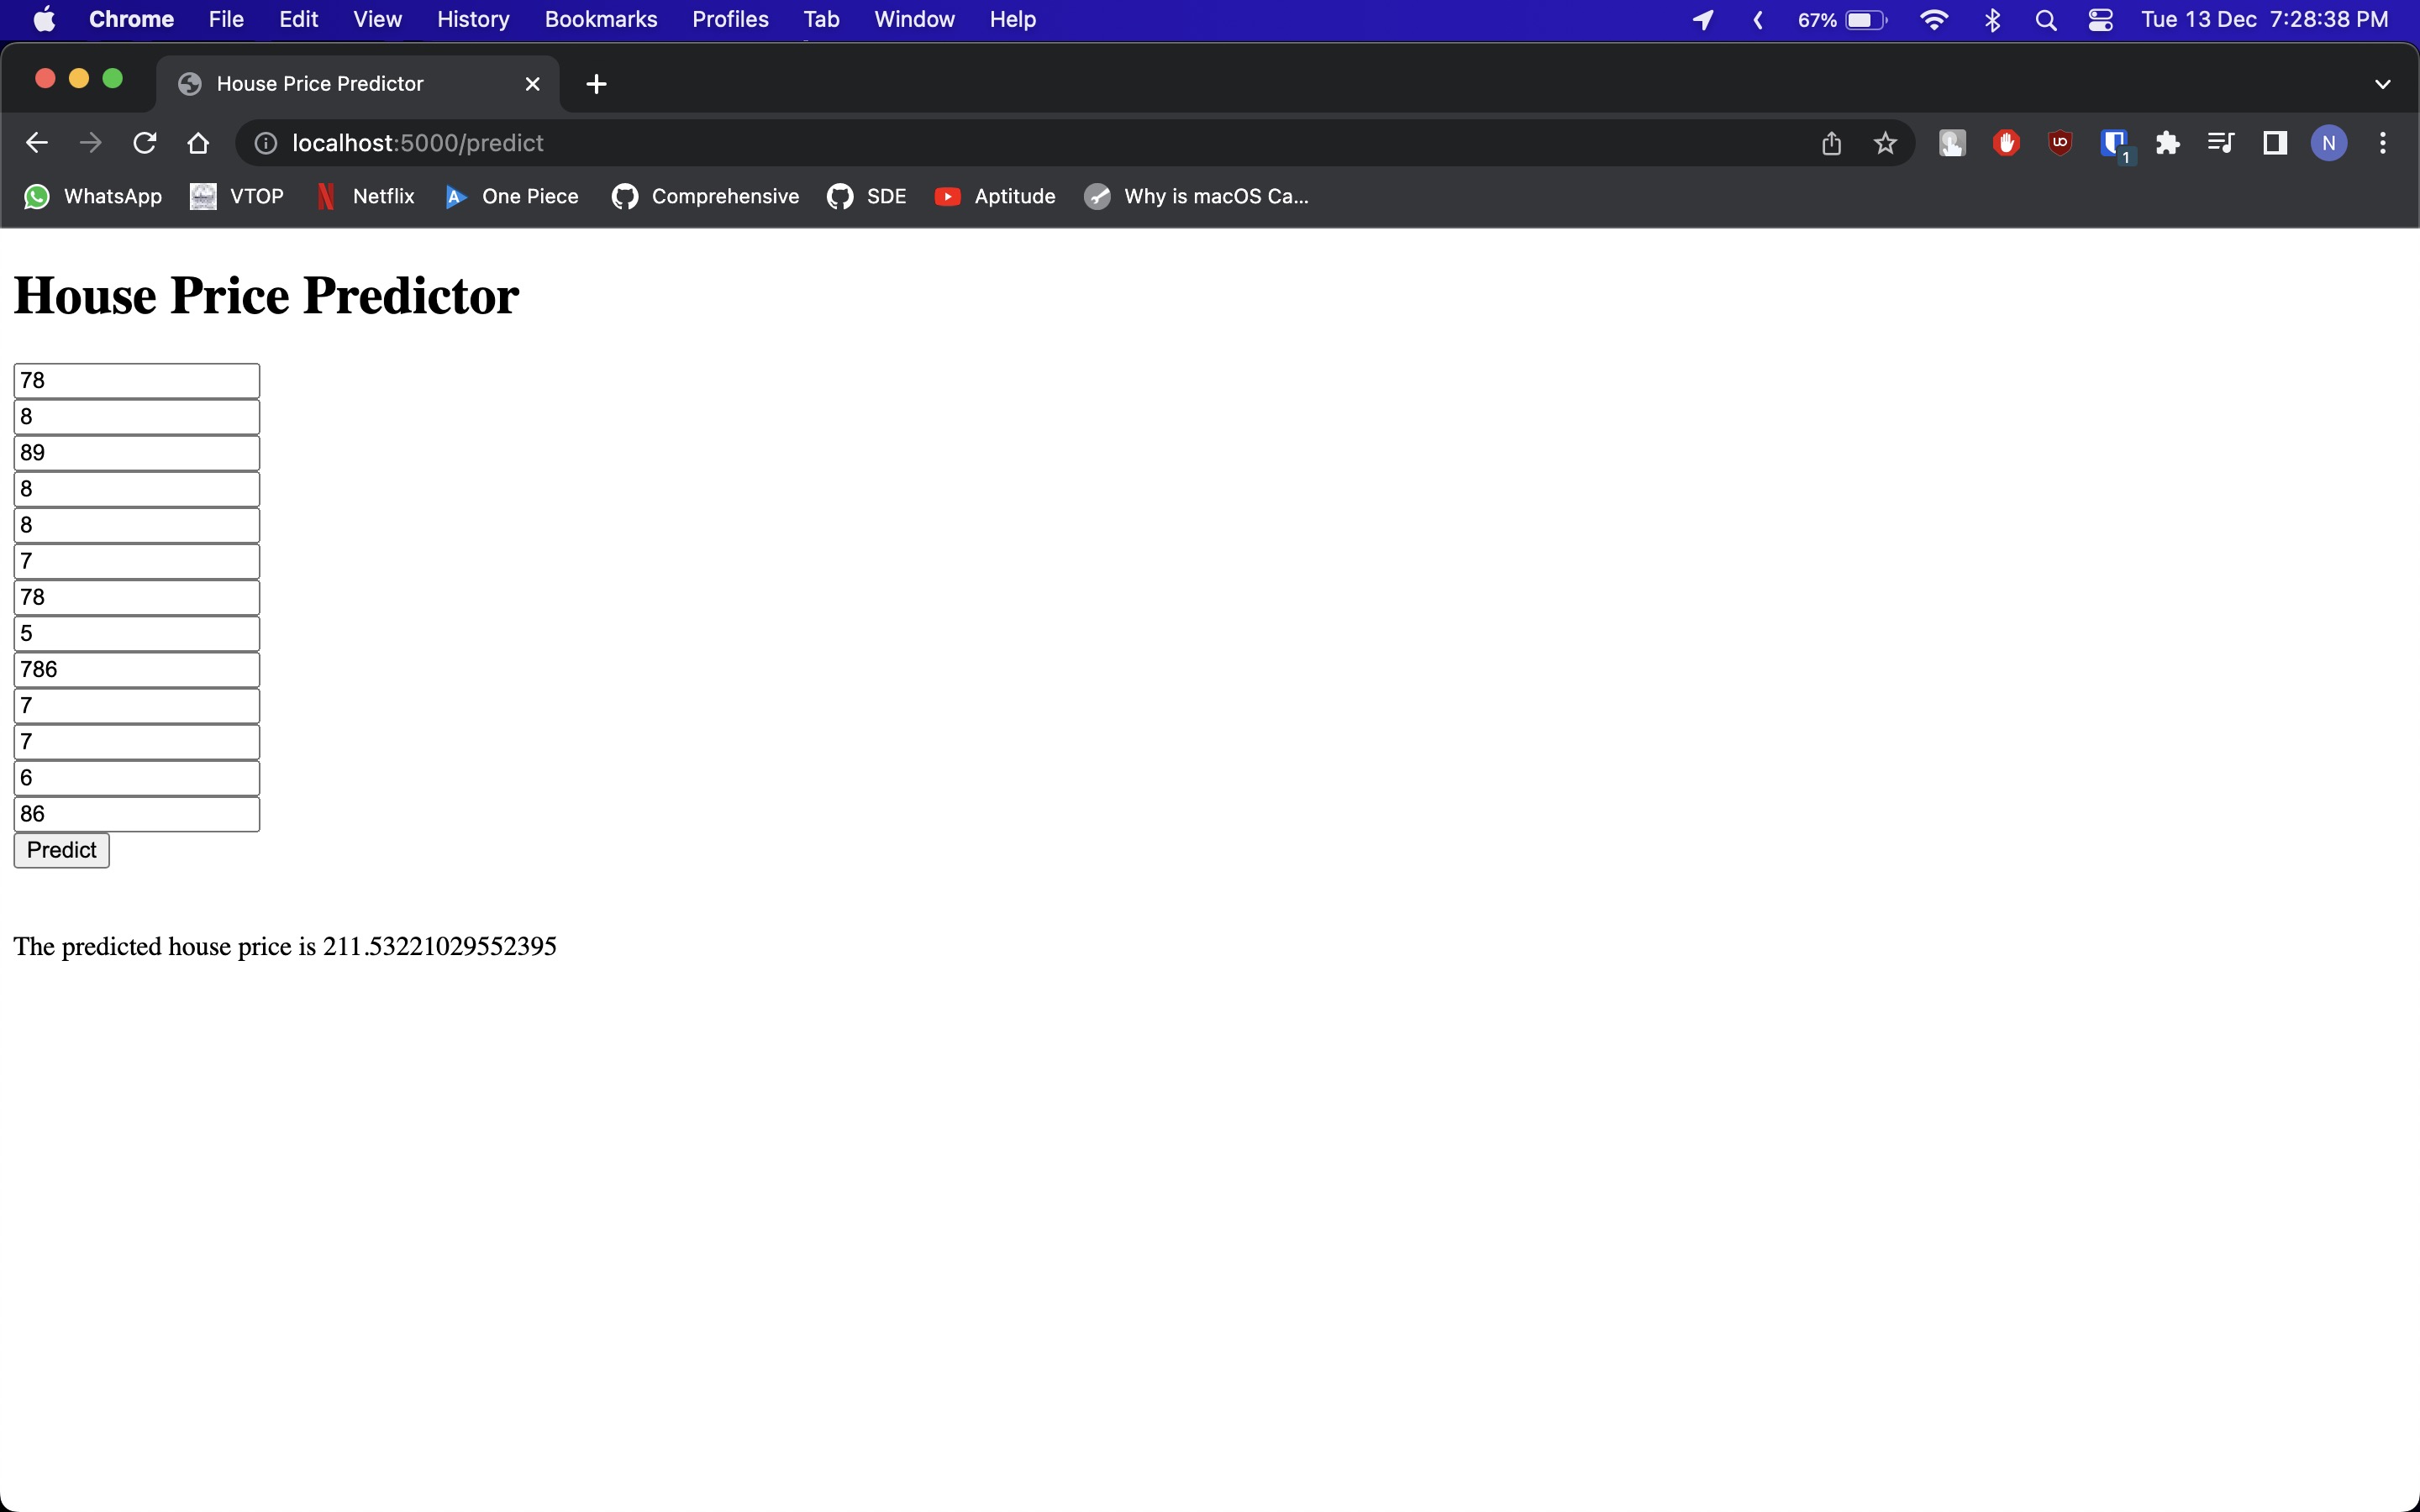 Chrome File Edit View History Bookmarks Profiles Tab Window Help 67% Tue 13 Dec 7:28:38 PM
House Price Predictor
localhost:5000/predict N
1
WhatsApp VTOP N Netflix A One Piece Comprehensive SDE Aptitude Why is macOS Ca...
House Price Predictor
78
8
89
8
8
7
78
5
786
7
7
6
86
Predict
The predicted house price is 211.53221029552395